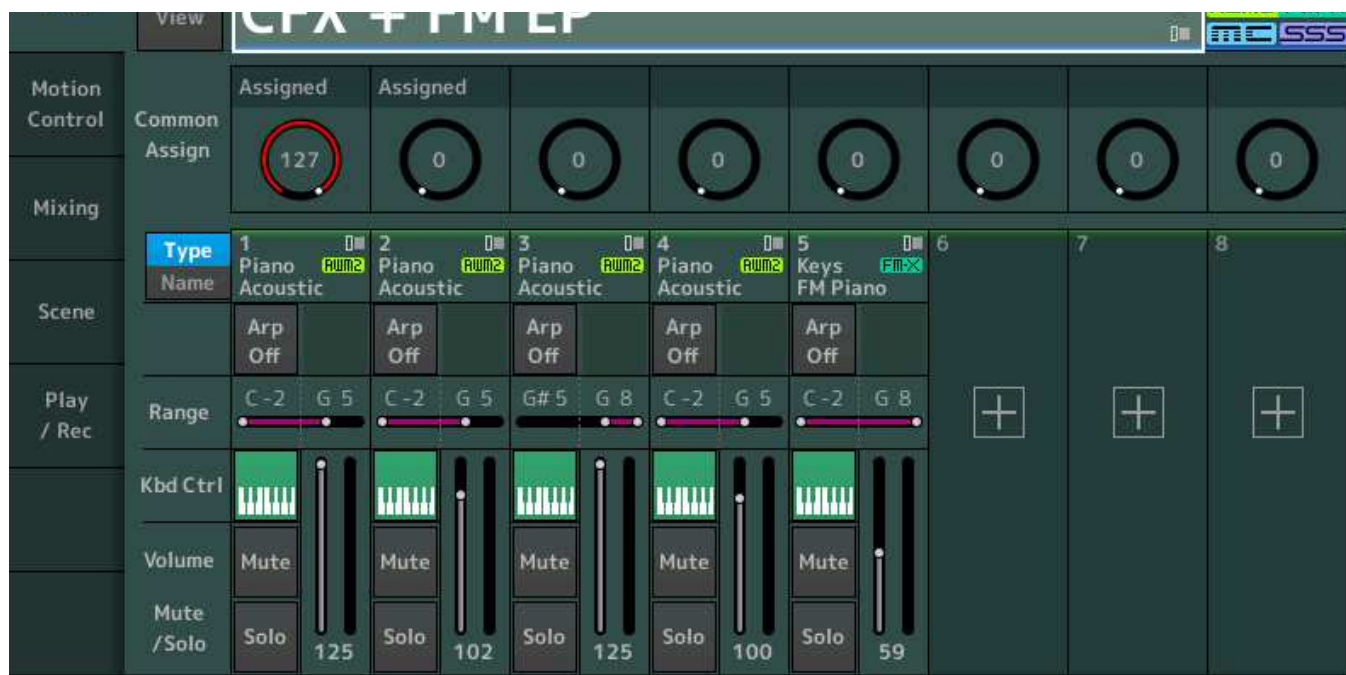 View
CFX + FM EP
MC SSS
Motion
Control
Common
Assign
Assigned Assigned
127 0 0 0 0 0 0 0
Mixing
Type
Name
1 2 3 4 5 6 7 8
Piano AWM2 Piano AWM2 Piano AWM2 Piano AWM2 Keys FM-X
Acoustic Acoustic Acoustic Acoustic FM Piano
Scene
Arp Arp Arp Arp Arp
Off Off Off Off Off
Play
/ Rec
Range
C -2 G 5 C -2 G 5 G# 5 G 8 C -2 G 5 C -2 G 8
Kbd Ctrl
Volume Mute Mute Mute Mute Mute
Mute
/Solo
Solo Solo Solo Solo Solo
125 102 125 100 59